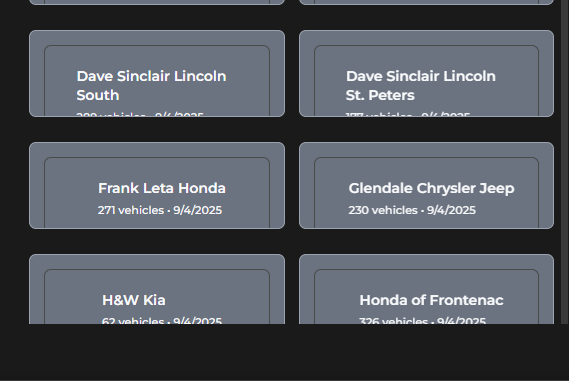 Dave Sinclair Lincoln
South
Dave Sinclair Lincoln
St. Peters
vehicles • 9/4/2025
177 vehicles • 9/4/2025
Frank Leta Honda
271 vehicles • 9/4/2025
Glendale Chrysler Jeep
230 vehicles • 9/4/2025
H&W Kia
62 vehicles • 9/4/2025
Honda of Frontenac
326 vehicles • 9/4/2025